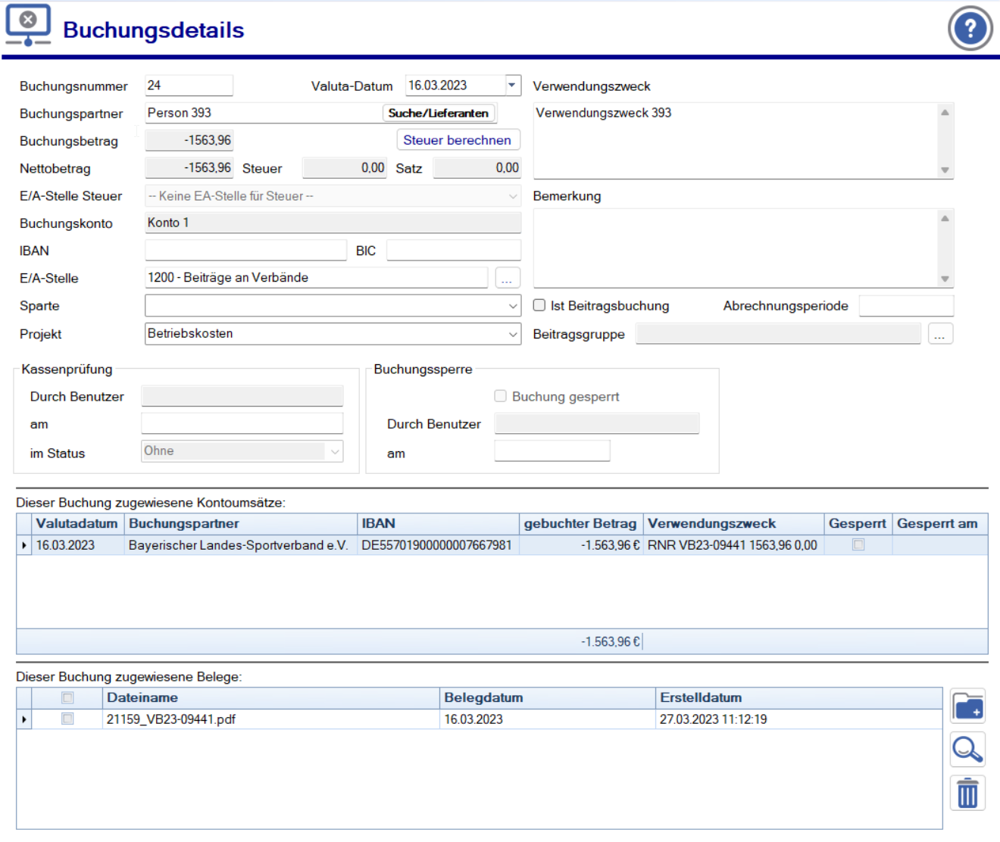 Buchungsdetails
?
Buchungsnummer 24 Valuta-Datum 16.03.2023 Verwendungszweck
Buchungspartner Person 393 Suche/Lieferanten Verwendungszweck 393
Buchungsbetrag -1563,96 Steuer berechnen
Nettobetrag -1563,96 Steuer 0,00 Satz 0,00
E/A-Stelle Steuer -- Keine EA-Stelle für Steuer -- Bemerkung
Buchungskonto Konto 1
IBAN BIC
E/A-Stelle 1200 - Beiträge an Verbände ...
Sparte Ist Beitragsbuchung Abrechnungsperiode
Projekt Betriebskosten Beitragsgruppe ...
Kassenprüfung Buchungssperre
Durch Benutzer Buchung gesperrt
am Durch Benutzer
im Status Ohne am
Dieser Buchung zugewiesene Kontoumsätze:
Valutadatum Buchungspartner IBAN gebuchter Betrag Verwendungszweck Gesperrt Gesperrt am
16.03.2023 Bayerischer Landes-Sportverband e.V. DE55701900000007667981 -1.563,96 € RNR VB23-09441 1563,96 0,00
-1.563,96 €
Dieser Buchung zugewiesene Belege:
Dateiname Belegdatum Erstelldatum
21159_VB23-09441.pdf 16.03.2023 27.03.2023 11:12:19